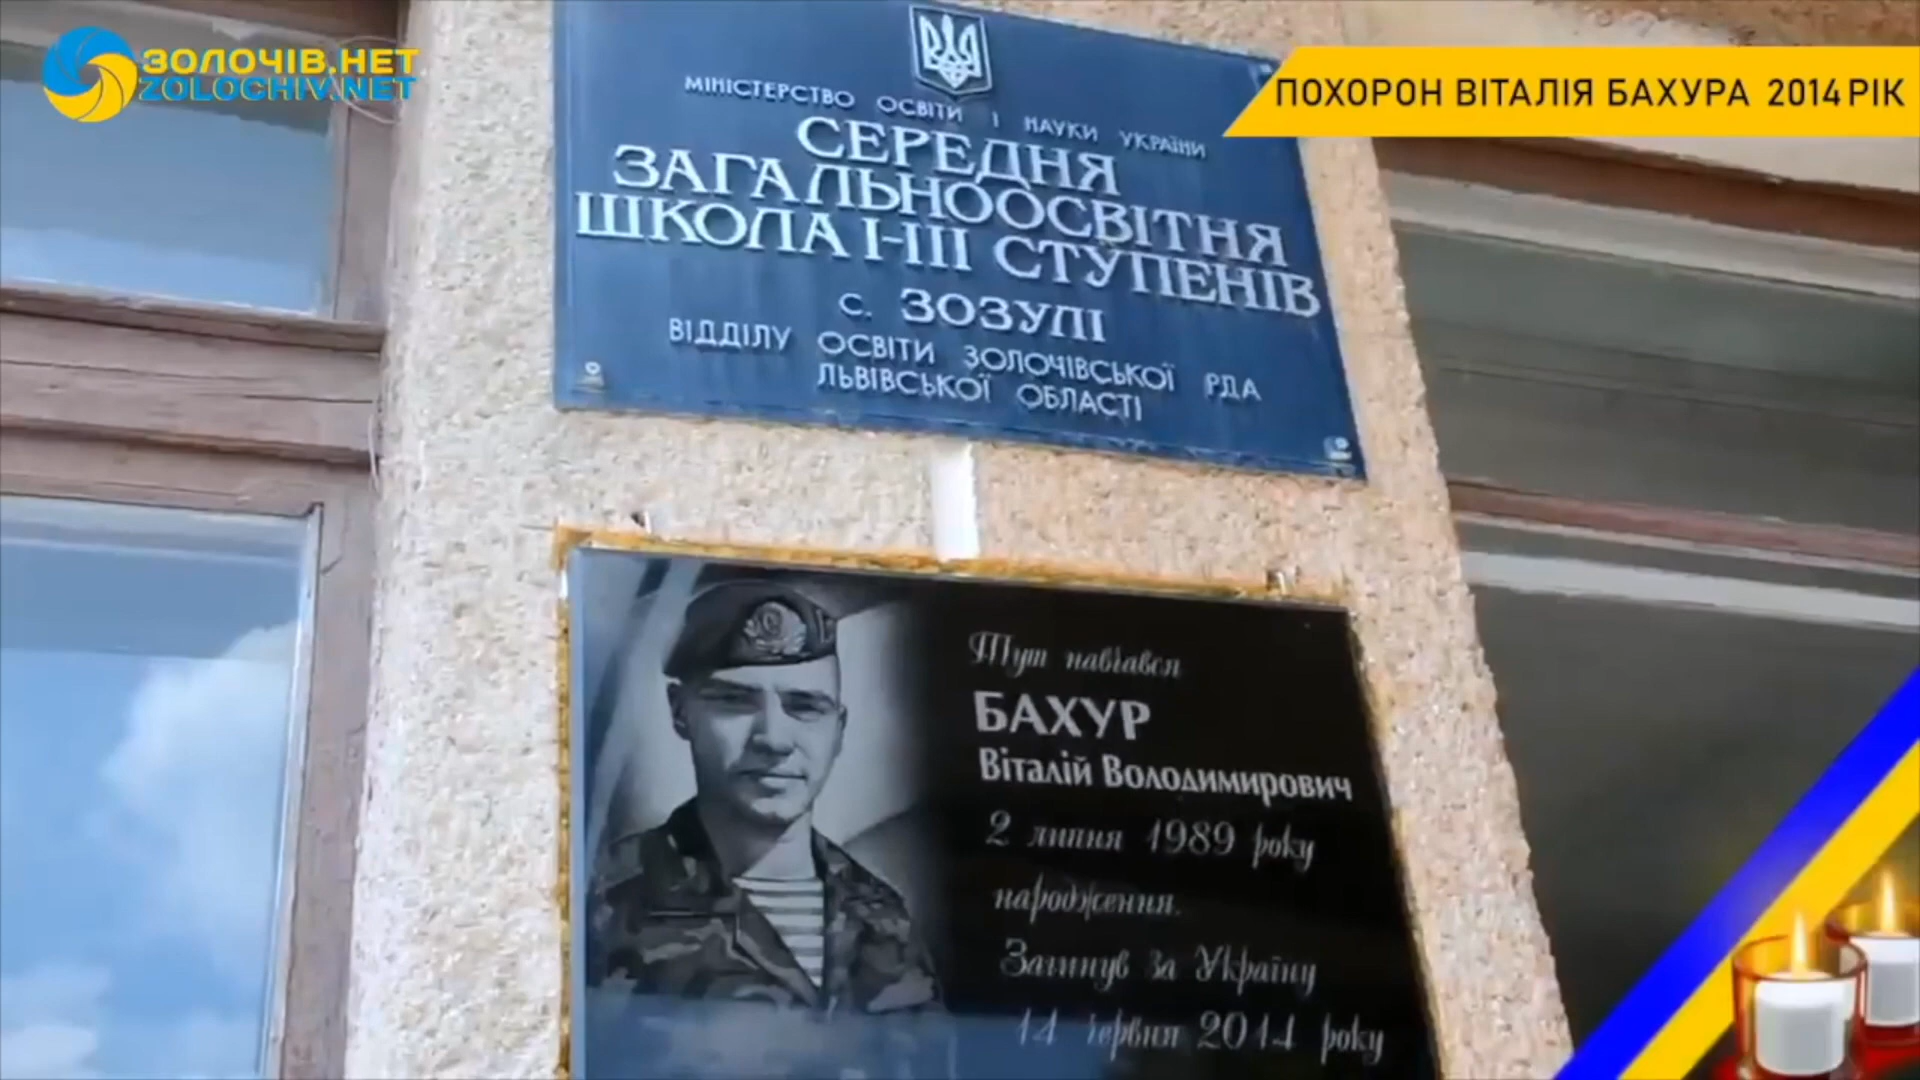 ЗОЛОЧІВ.НЕТ
ZOLOCHIV.NET
ПОХОРОН ВІТАЛІЯ БАХУРА 2014 РІК
МІНІСТЕРСТВО ОСВІТИ І НАУКИ УКРАЇНИ
СЕРЕДНЯ
ЗАГАЛЬНООСВІТНЯ
ШКОЛА І-ІІІ СТУПЕНІВ
с. ЗОЗУЛІ
ВІДДІЛУ ОСВІТИ ЗОЛОЧІВСЬКОЇ РДА
ЛЬВІВСЬКОЇ ОБЛАСТІ
Тут навчався
БАХУР
Віталій Володимирович
2 липня 1989 року
народження.
Загинув за Україну
14 червня 2014 року